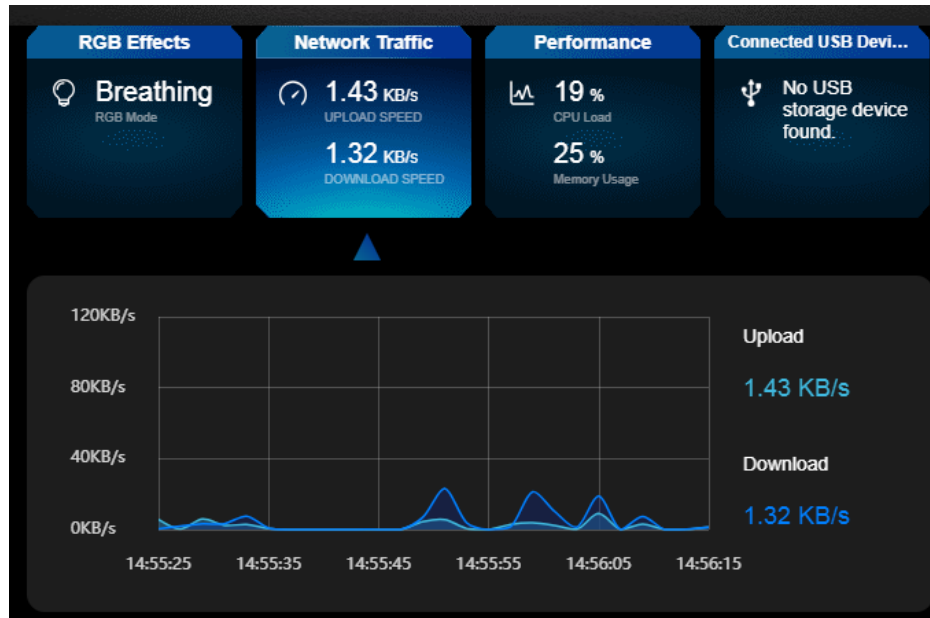 RGB Effects
Breathing
RGB Mode
Network Traffic
1.43 KB/s
UPLOAD SPEED
1.32 KB/s
DOWNLOAD SPEED
Performance
19 %
CPU Load
25 %
Memory Usage
Connected USB Devi...
No USB
storage device
found.
120KB/s
80KB/s
40KB/s
0KB/s
14:55:25 14:55:35 14:55:45 14:55:55 14:56:05 14:56:15
Upload
1.43 KB/s
Download
1.32 KB/s